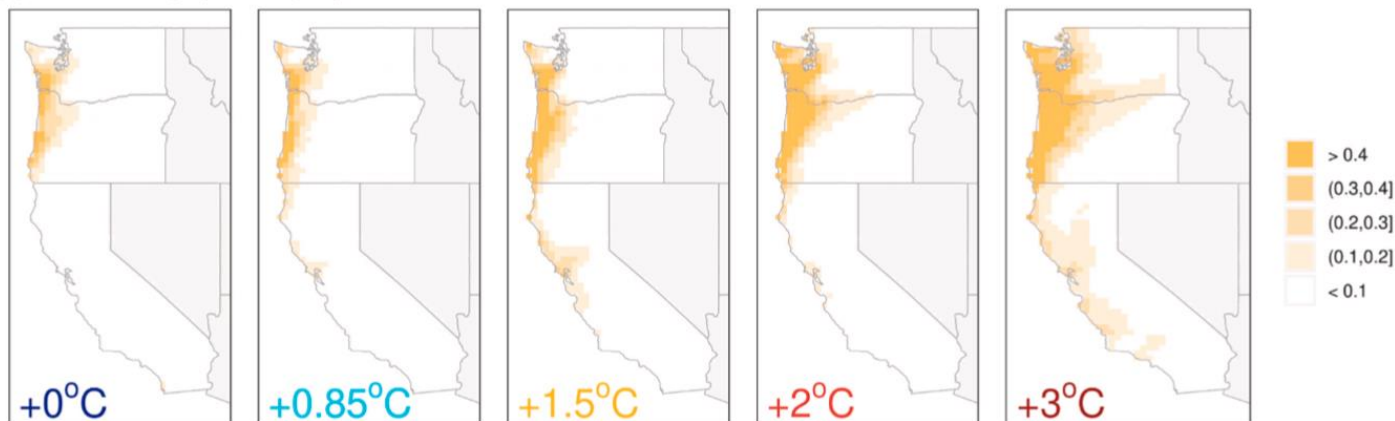 > 0.4
(0.3,0.4]
(0.2,0.3]
(0.1,0.2]
< 0.1
+0°C
+0.85°C
+1.5°C
+2°C
+3°C